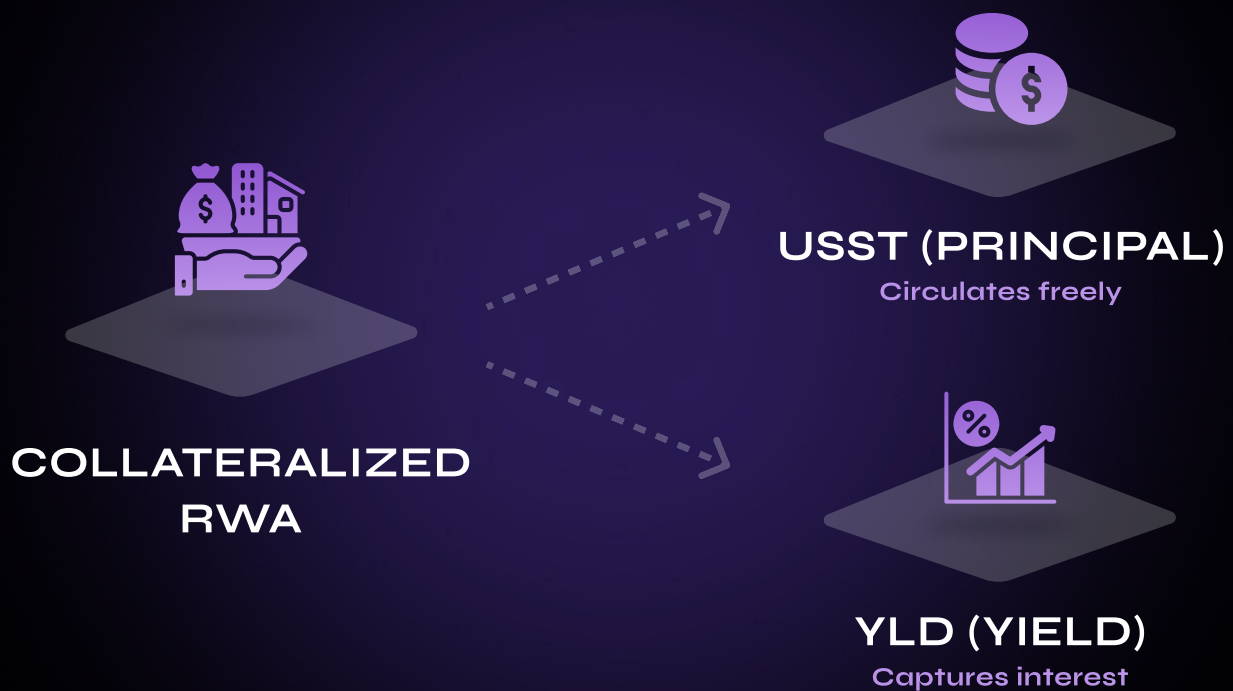 COLLATERALIZED
RWA
USST (PRINCIPAL)
Circulates freely
YLD (YIELD)
Captures interest